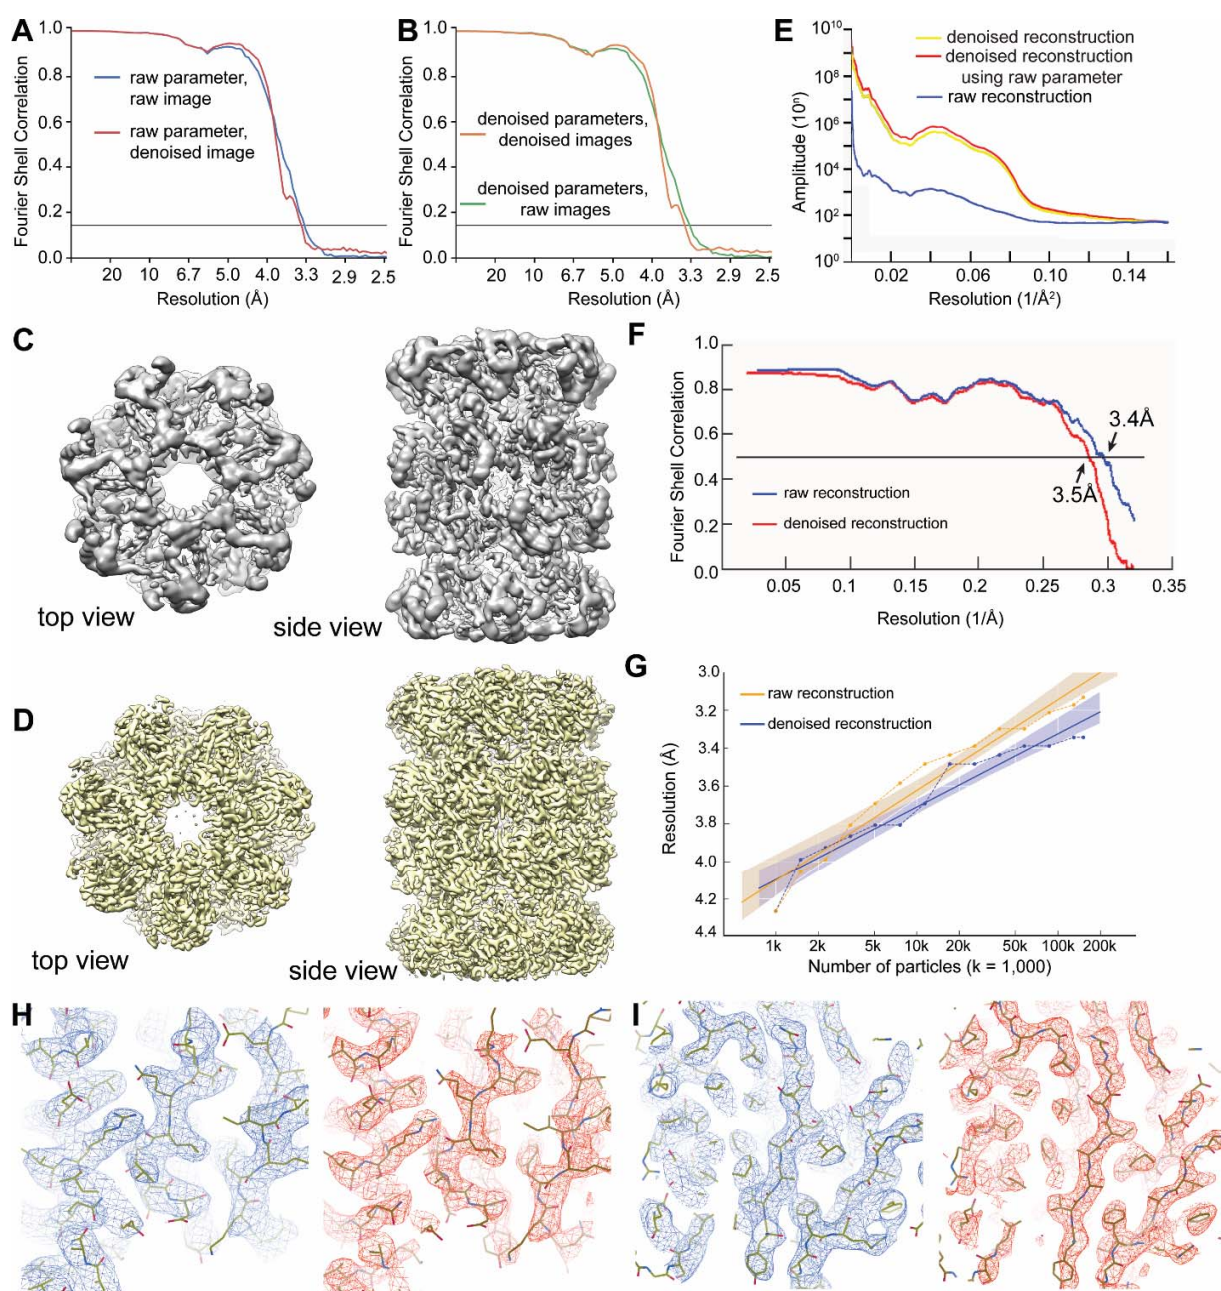 A
1.0
0.8
0.6
0.4
0.2
0.0
Fourier Shell Correlation
raw parameter,
raw image
raw parameter,
denoised image
20 10 6.7 5.0 4.0 3.3 2.9 2.5
Resolution (Å)
B
1.0
0.8
0.6
0.4
0.2
0.0
Fourier Shell Correlation
denoised parameters,
denoised images
denoised parameters,
raw images
20 10 6.7 5.0 4.0 3.3 2.9 2.5
Resolution (Å)
E
10¹⁰
10⁸
10⁶
10⁴
10²
10⁰
Amplitude (10ⁿ)
denoised reconstruction
denoised reconstruction
using raw parameter
raw reconstruction
0.02 0.06 0.10 0.14
Resolution (1/Å²)
C
top view
side view
F
1.0
0.8
0.6
0.4
0.2
0.0
Fourier Shell Correlation
3.4Å
3.5Å
raw reconstruction
denoised reconstruction
0.05 0.1 0.15 0.2 0.25 0.3 0.35
Resolution (1/Å)
D
top view
side view
G
3.0
3.2
3.4
3.6
3.8
4.0
4.2
4.4
Resolution (Å)
raw reconstruction
denoised reconstruction
1k 2k 5k 10k 20k 50k 100k 200k
Number of particles (k = 1,000)
H
I